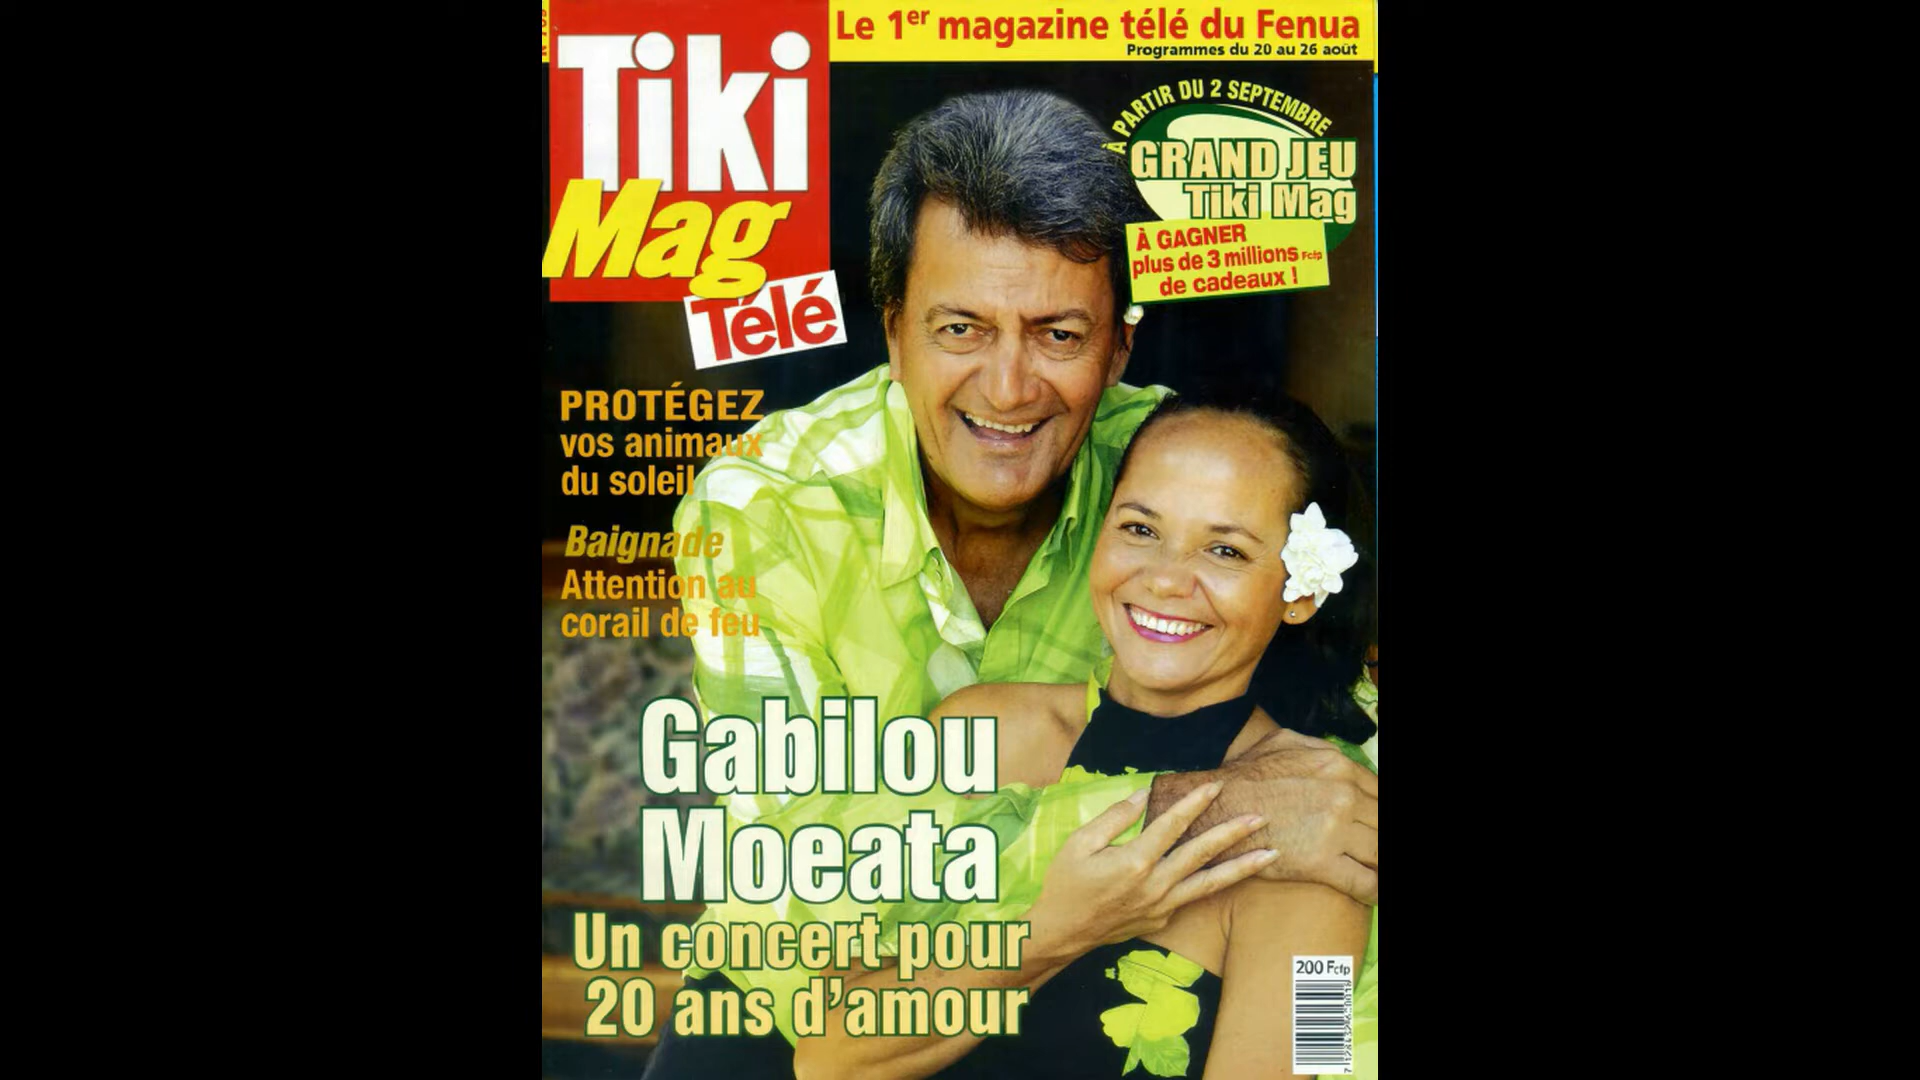 Le 1er magazine télé du Fenua
Programmes du 20 au 26 août
Tiki
Mag
Télé
À PARTIR DU 2 SEPTEMBRE
GRAND JEU
Tiki Mag
À GAGNER
plus de 3 millions Fcfp
de cadeaux !
PROTÉGEZ
vos animaux
du soleil
Baignade
Attention au
corail de feu
Gabilou
Moeata
Un concert pour
20 ans d'amour
200 Fcfp